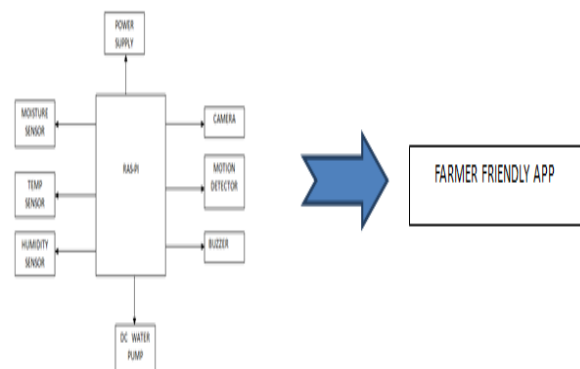 POWER
SUPPLY
MOISTURE
SENSOR
TEMP
SENSOR
HUMIDITY
SENSOR
RAS-PI
CAMERA
MOTION
DETECTOR
BUZZER
DC WATER
PUMP
FARMER FRIENDLY APP